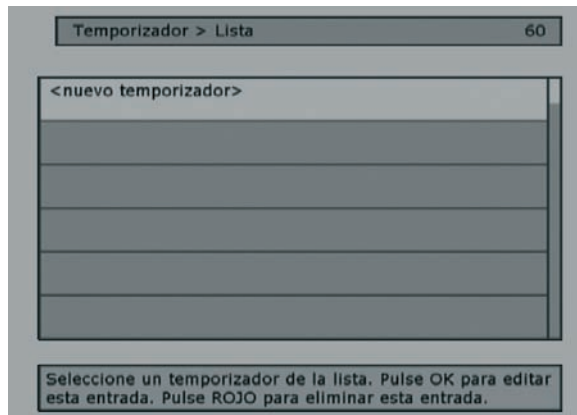 Temporizador > Lista 60
<nuevo temporizador>
Seleccione un temporizador de la lista. Pulse OK para editar
esta entrada. Pulse ROJO para eliminar esta entrada.